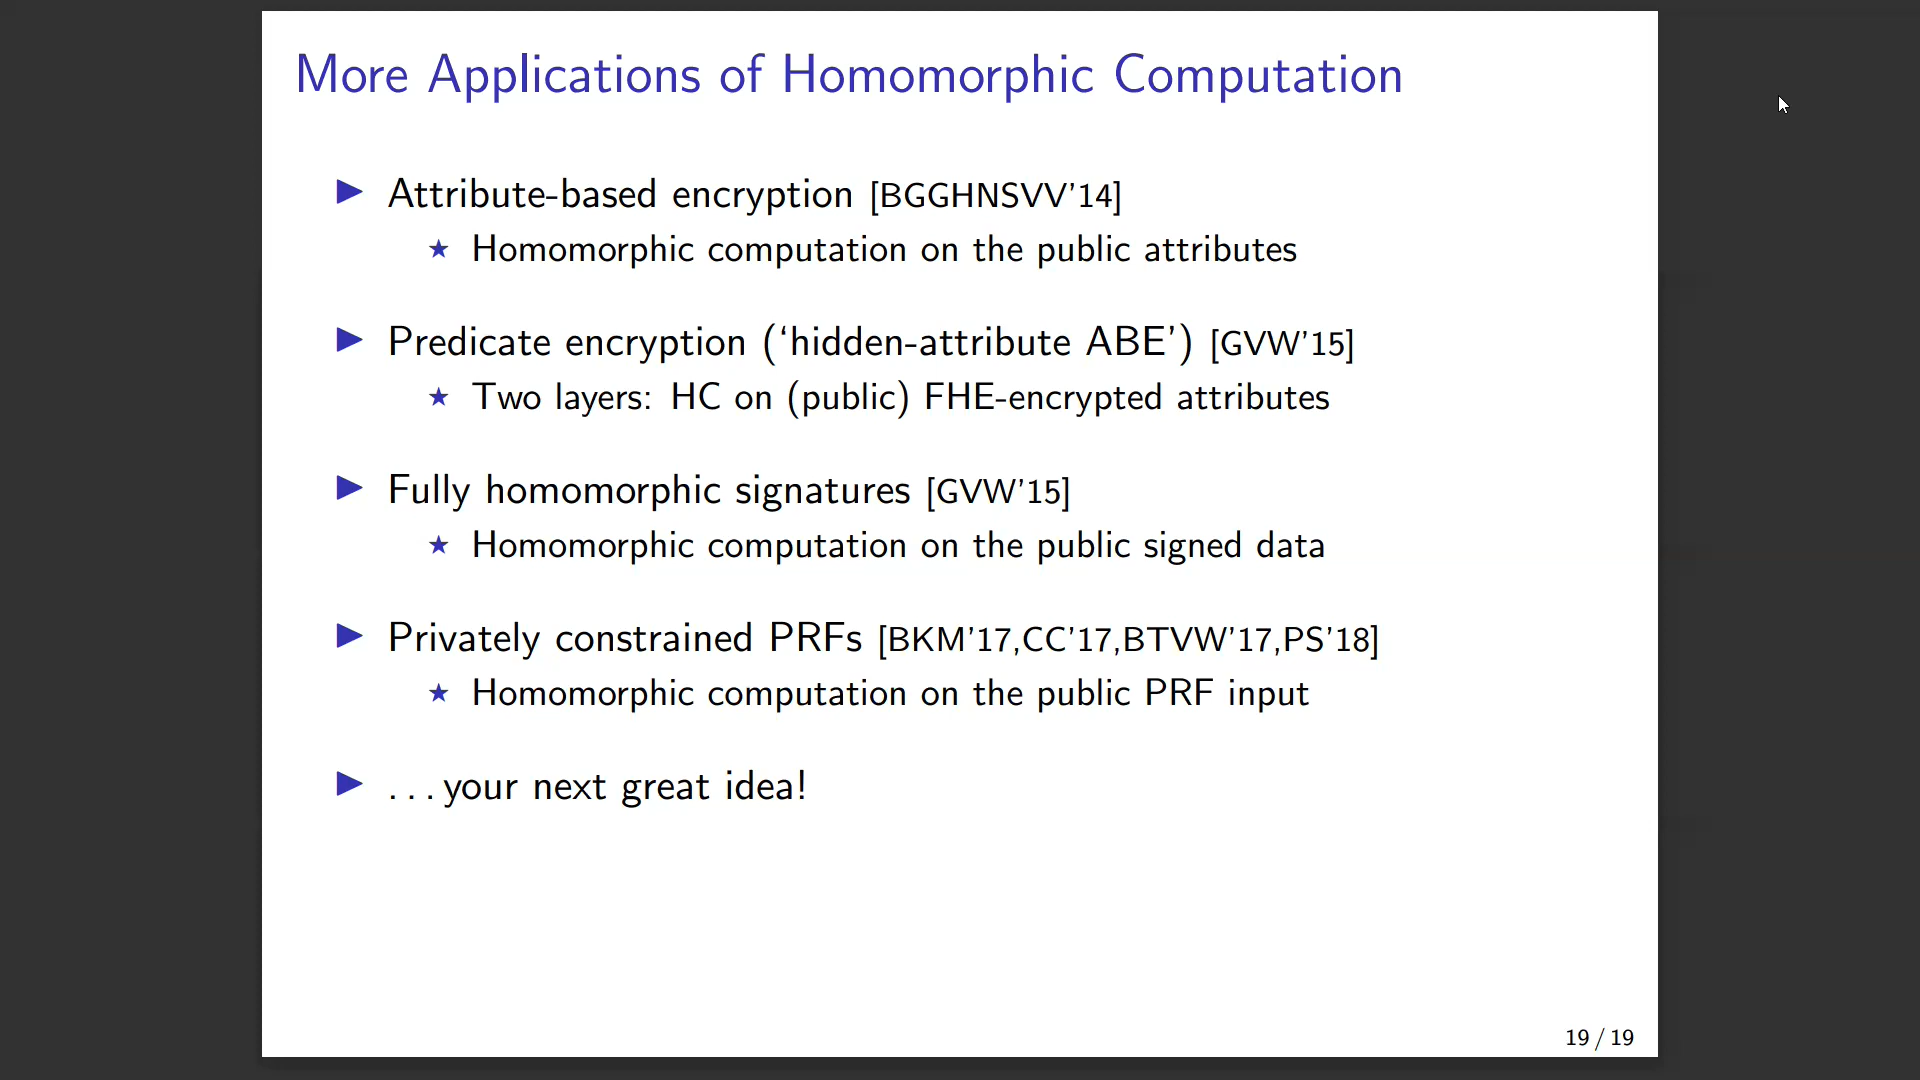 More Applications of Homomorphic Computation
▶ Attribute-based encryption [BGGHNSVV'14]
★ Homomorphic computation on the public attributes
▶ Predicate encryption (‘hidden-attribute ABE’) [GVW'15]
★ Two layers: HC on (public) FHE-encrypted attributes
▶ Fully homomorphic signatures [GVW'15]
★ Homomorphic computation on the public signed data
▶ Privately constrained PRFs [BKM'17,CC'17,BTVW'17,PS'18]
★ Homomorphic computation on the public PRF input
▶ ...your next great idea!
19 / 19